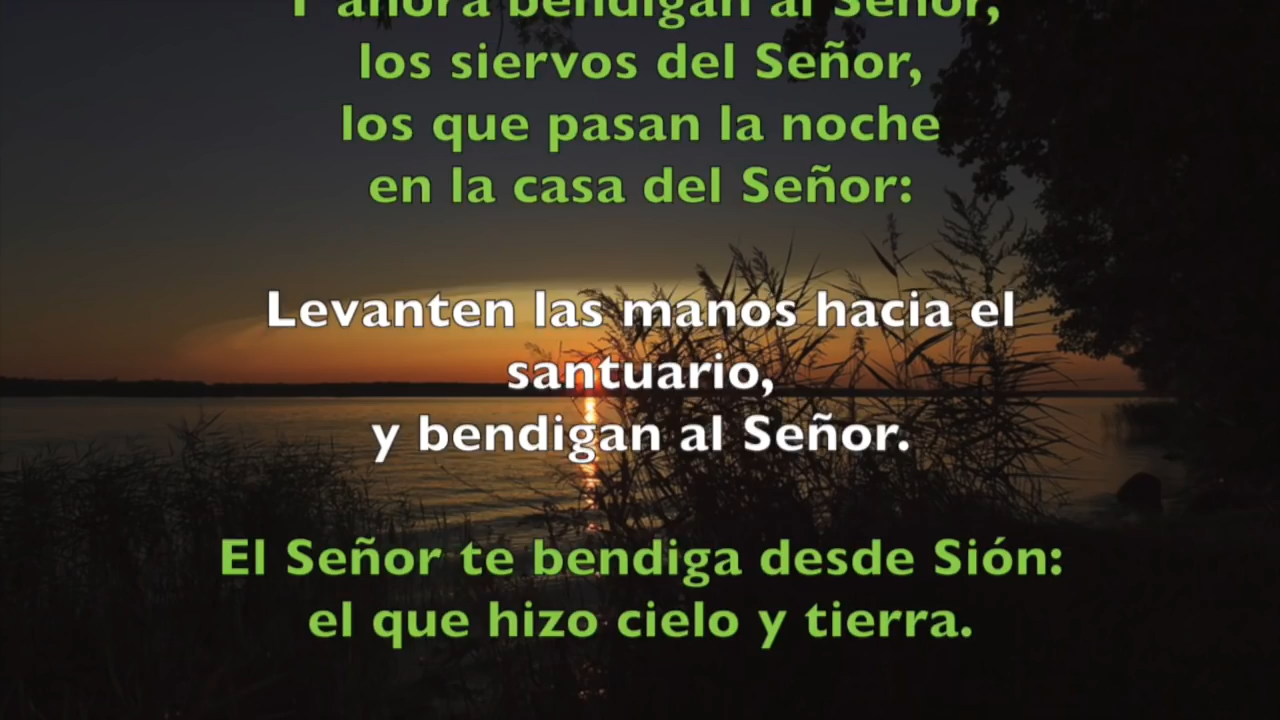 Y ahora bendigan al Señor,
los siervos del Señor,
los que pasan la noche
en la casa del Señor:
Levanten las manos hacia el
santuario,
y bendigan al Señor.
El Señor te bendiga desde Sión:
el que hizo cielo y tierra.